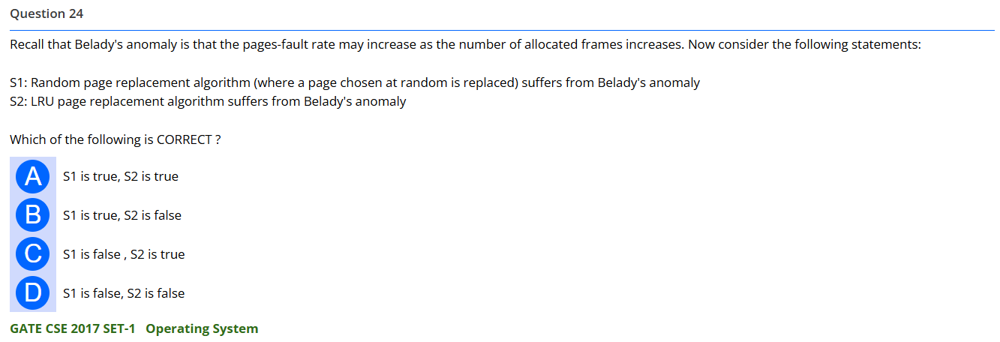 Question 24
Recall that Belady's anomaly is that the pages-fault rate may increase as the number of allocated frames increases. Now consider the following statements:
S1: Random page replacement algorithm (where a page chosen at random is replaced) suffers from Belady's anomaly
S2: LRU page replacement algorithm suffers from Belady's anomaly
Which of the following is CORRECT ?
A S1 is true, S2 is true
B S1 is true, S2 is false
C S1 is false , S2 is true
D S1 is false, S2 is false
GATE CSE 2017 SET-1 Operating System